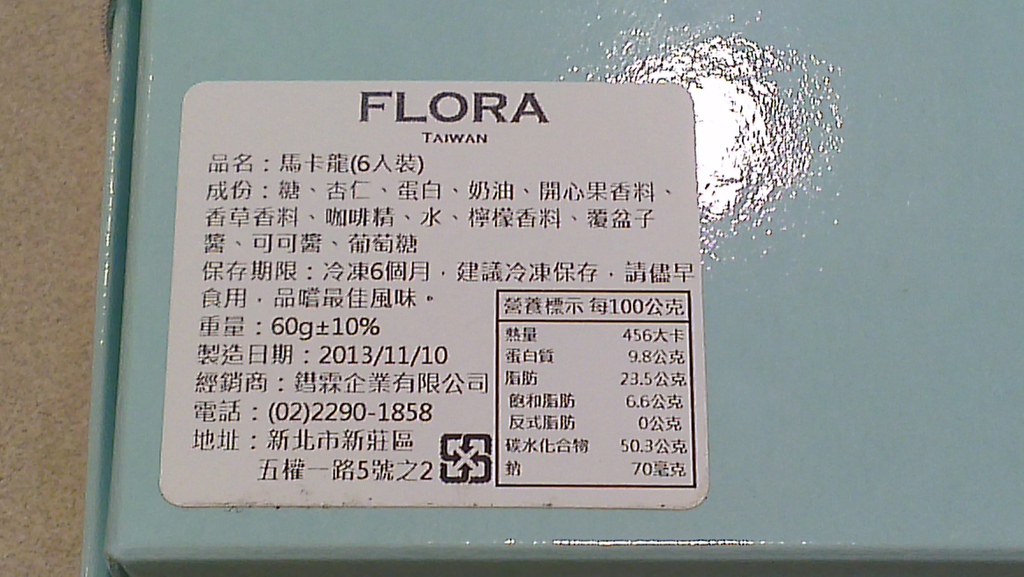 FLORA
TAIWAN
品名：馬卡龍(6入裝)
成份：糖、杏仁、蛋白、奶油、開心果香料、
香草香料、咖啡精、水、檸檬香料、覆盆子
醬、可可醬、葡萄糖
保存期限：冷凍6個月，建議冷凍保存，請儘早
食用，品嚐最佳風味。
重量：60g±10%
製造日期：2013/11/10
經銷商：鐟霖企業有限公司
電話：(02)2290-1858
地址：新北市新莊區
五權一路5號之2
營養標示 每100公克
熱量 456大卡
蛋白質 9.8公克
脂肪 23.5公克
飽和脂肪 6.6公克
反式脂肪 0公克
碳水化合物 50.3公克
鈉 70毫克